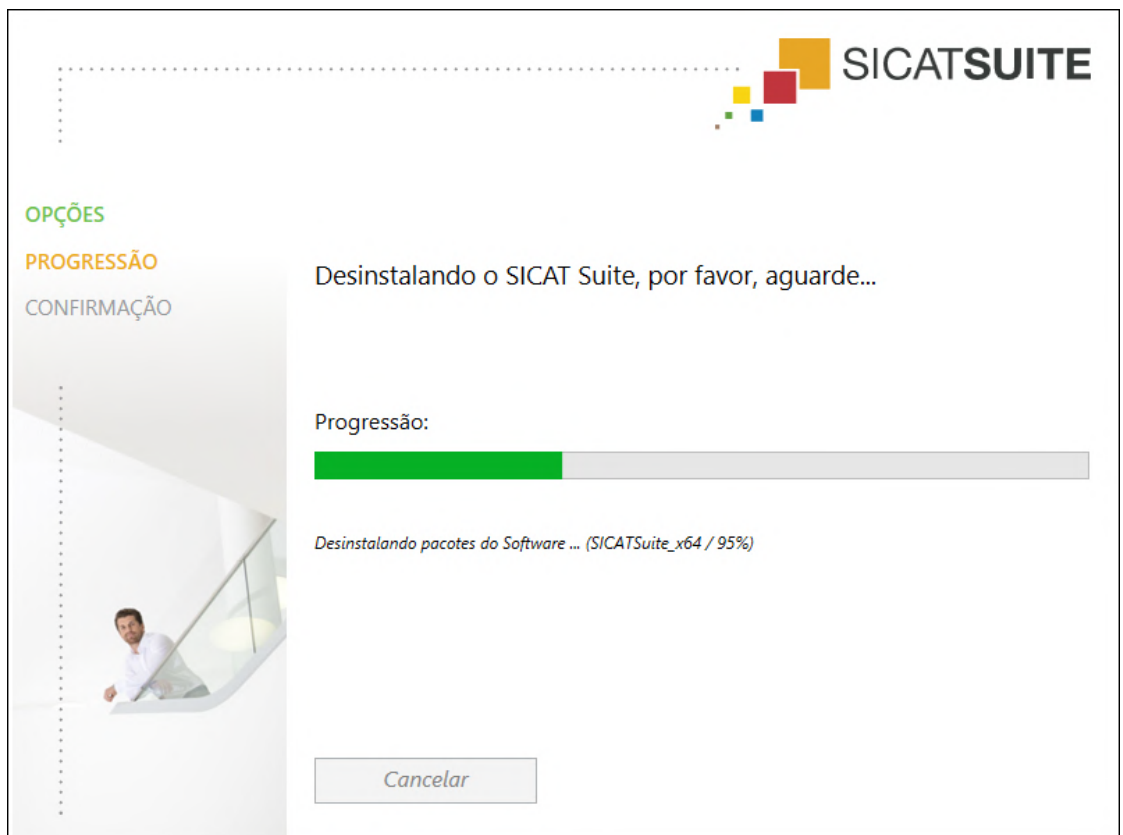 SICATSUITE
OPÇÕES
PROGRESSÃO
CONFIRMAÇÃO
Desinstalando o SICAT Suite, por favor, aguarde...
Progressão:
Desinstalando pacotes do Software ... (SICATSuite_x64 / 95%)
Cancelar